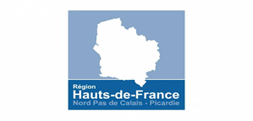 Région
Hauts-de-France
Nord Pas de Calais - Picardie